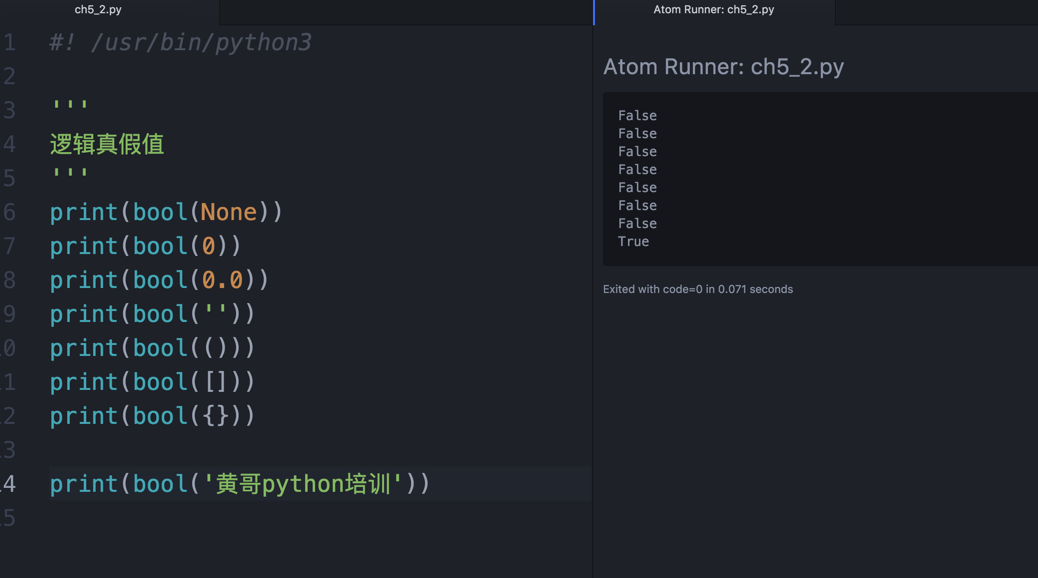 ch5_2.py
1 #! /usr/bin/python3
2
3 '''
4 逻辑真假值
5 '''
6 print(bool(None))
7 print(bool(0))
8 print(bool(0.0))
9 print(bool(''))
0 print(bool(()))
1 print(bool([]))
2 print(bool({}))
3
4 print(bool('黄哥python培训'))
5
Atom Runner: ch5_2.py
Atom Runner: ch5_2.py
False
False
False
False
False
False
False
True
Exited with code=0 in 0.071 seconds